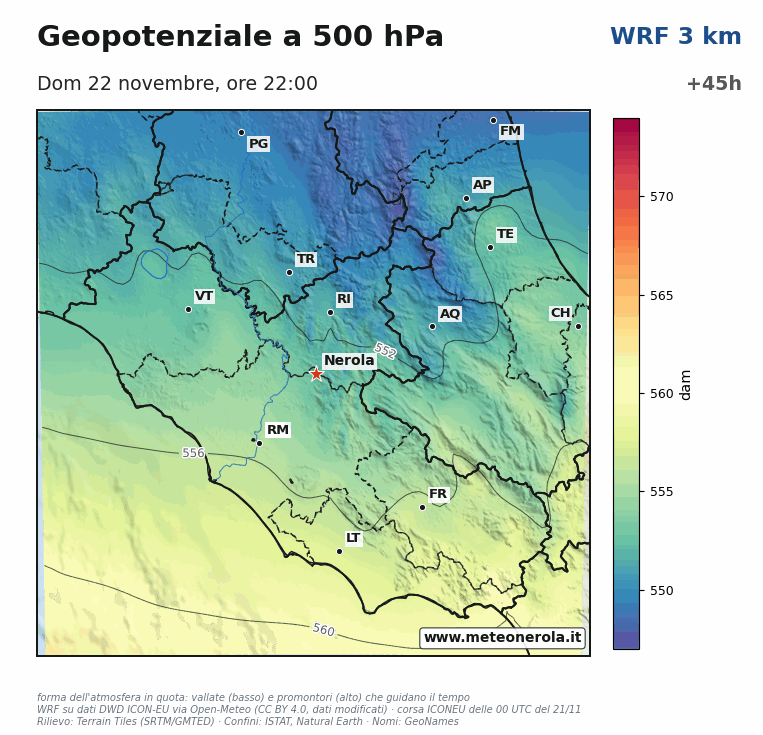 Geopotenziale a 500 hPa
WRF 3 km
Dom 22 novembre, ore 22:00
+45h
FM
PG
AP
TE
TR
VT
RI
AQ
CH
552
Nerola
RM
556
FR
LT
560
www.meteonerola.it
570
565
560
555
550
dam
forma dell'atmosfera in quota: vallate (basso) e promontori (alto) che guidano il tempo
WRF su dati DWD ICON-EU via Open-Meteo (CC BY 4.0, dati modificati) · corsa ICONEU delle 00 UTC del 21/11
Rilievo: Terrain Tiles (SRTM/GMTED) · Confini: ISTAT, Natural Earth · Nomi: GeoNames